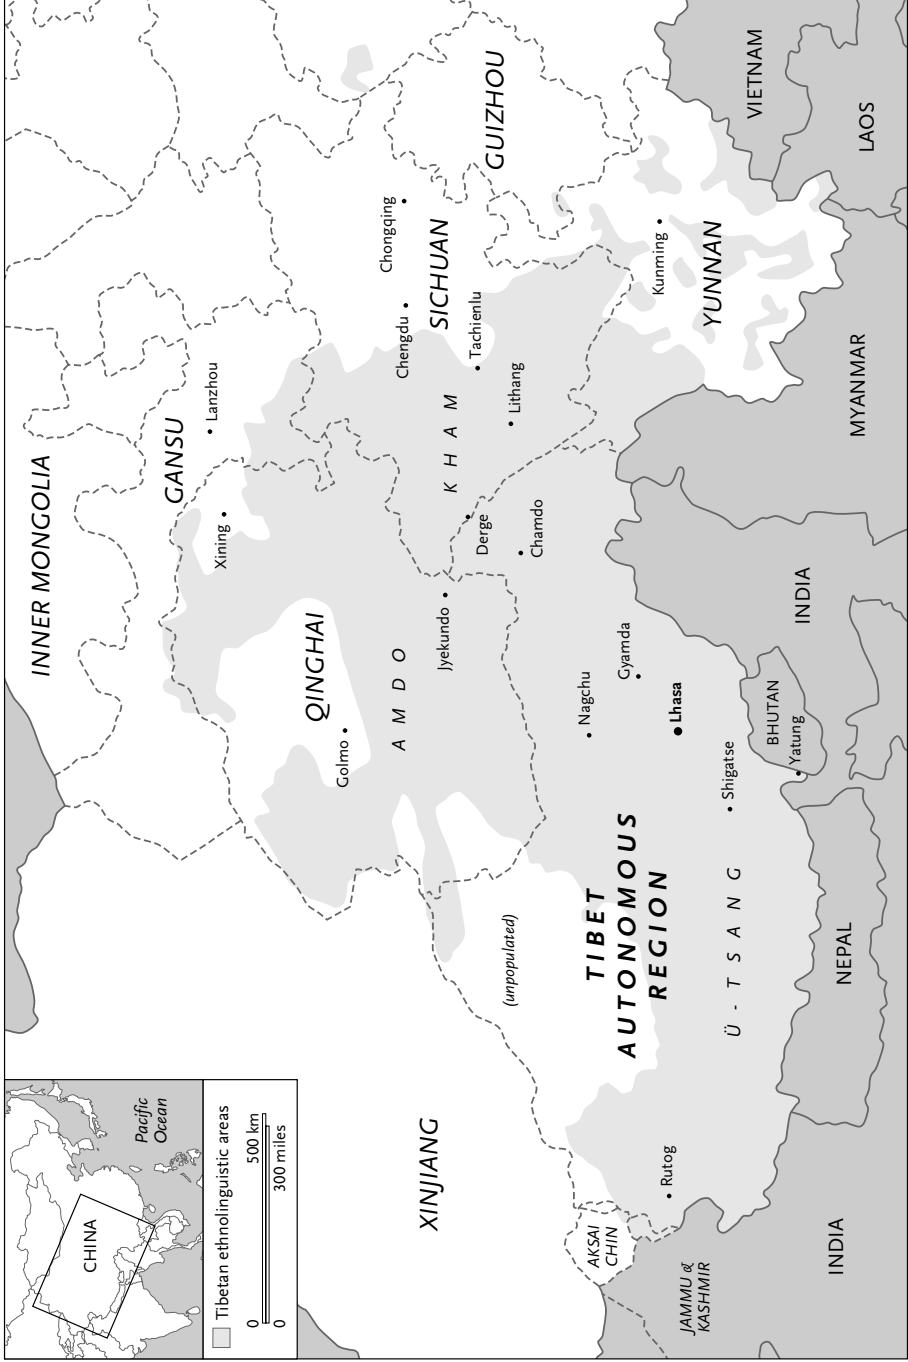 INNER MONGOLIA
GANSU
Lanzhou
Xining
QINGHAI
Golmo
A M D O
Jyekundo
K H A M
Derge
Chamdo
Lithang
Tachienlu
Chengdu
Chongqing
SICHUAN
GUIZHOU
Kunming
YUNNAN
VIETNAM
LAOS
MYANMAR
INDIA
Gyamda
Nagchu
Lhasa
BHUTAN
Yatung
Shigatse
TIBET
AUTONOMOUS
REGION
Ü - T S A N G
(unpopulated)
NEPAL
XINJIANG
Rutog
AKSAI
CHIN
JAMMU &
KASHMIR
INDIA
Pacific
Ocean
CHINA
Tibetan ethnolinguistic areas
0 500 km
0 300 miles